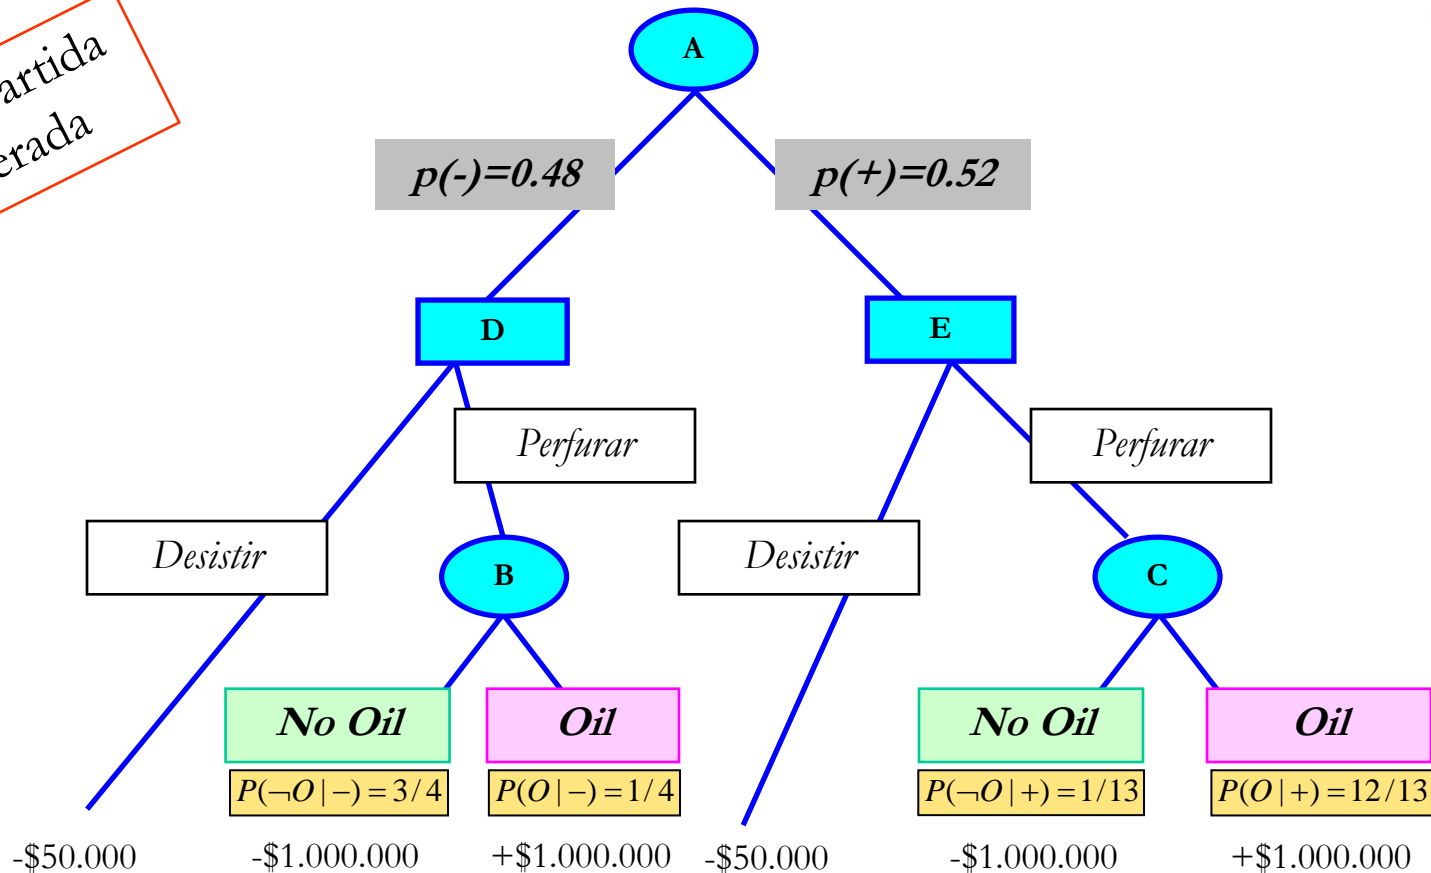 artida
erada
A
p(-)=0.48
p(+)=0.52
D
E
Perfurar
Perfurar
Desistir
Desistir
B
C
No Oil
Oil
No Oil
Oil
P(¬O | −) = 3/4
P(O | −) = 1/4
P(¬O | +) = 1/13
P(O | +) = 12/13
-$50.000
-$1.000.000
+$1.000.000
-$50.000
-$1.000.000
+$1.000.000